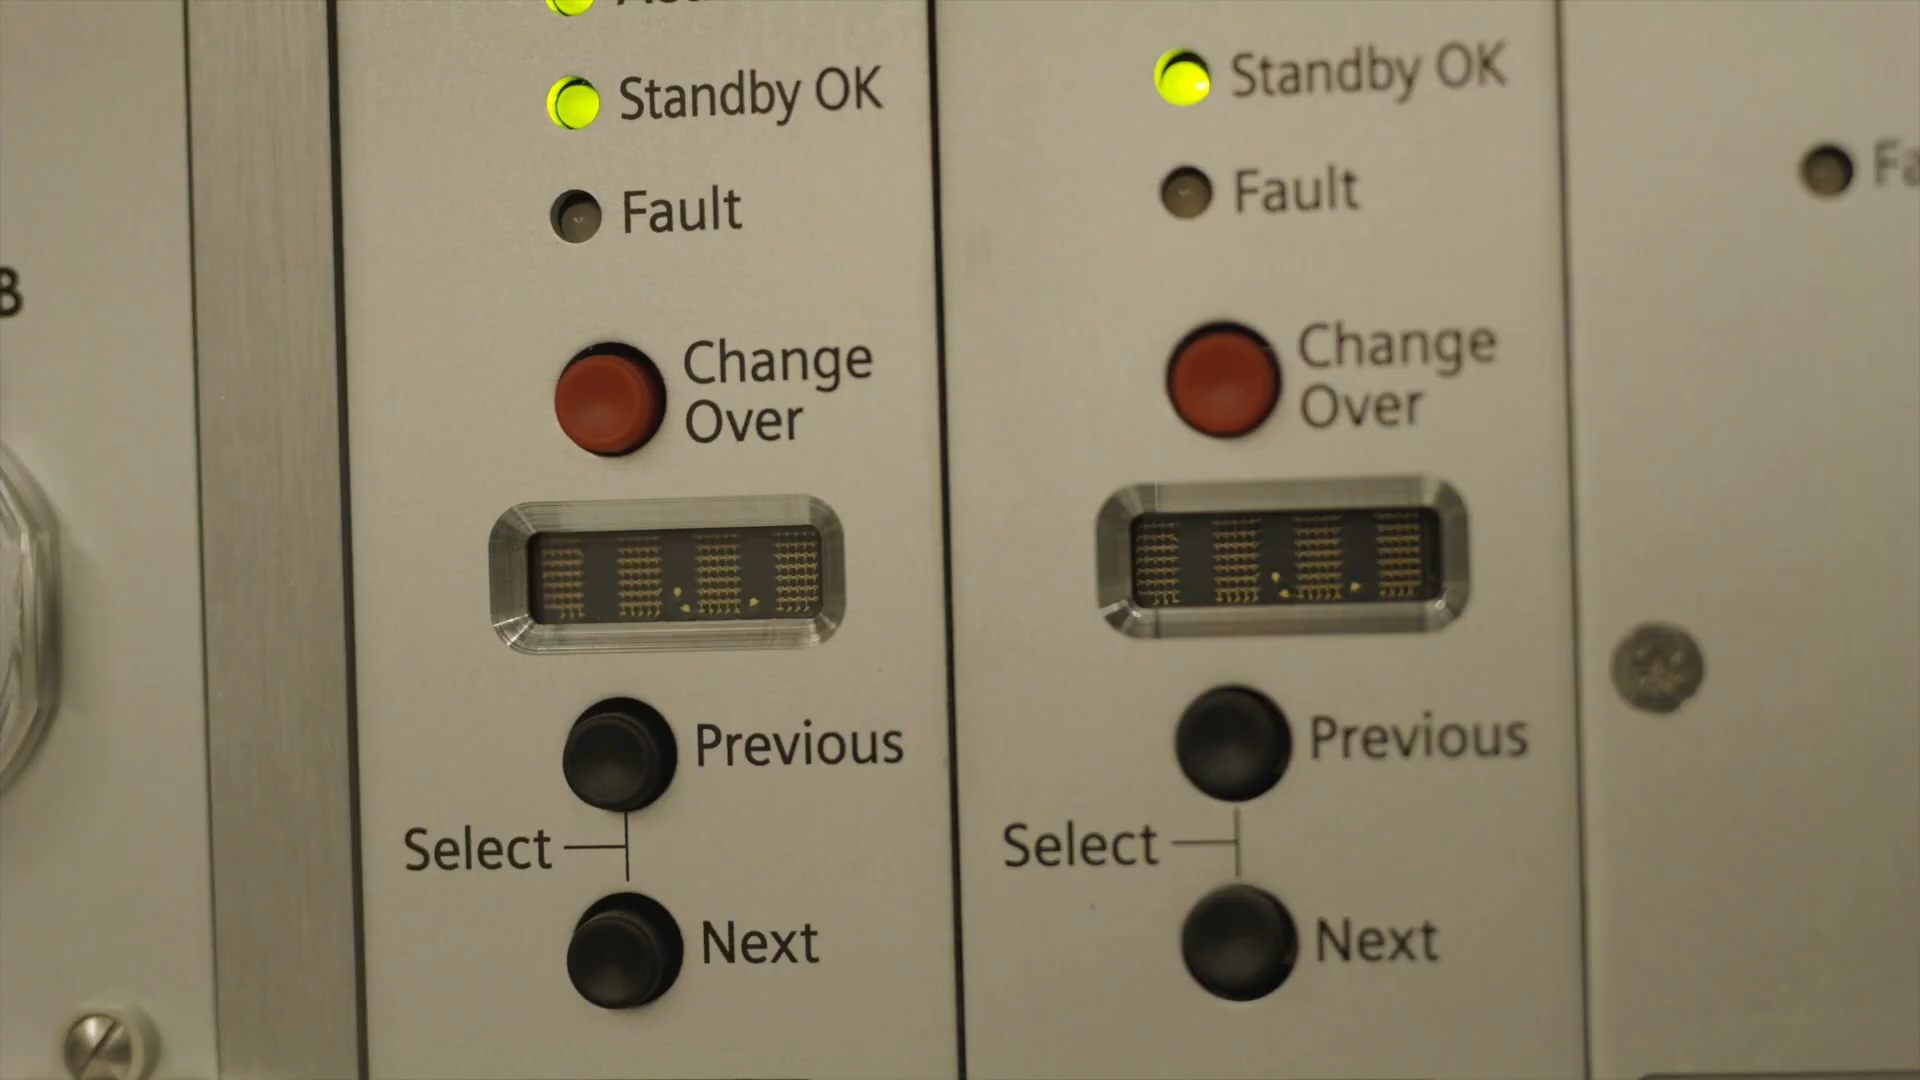 Standby OK
Fault
Change
Over
Previous
Select
Next
Standby OK
Fault
Change
Over
Previous
Select
Next